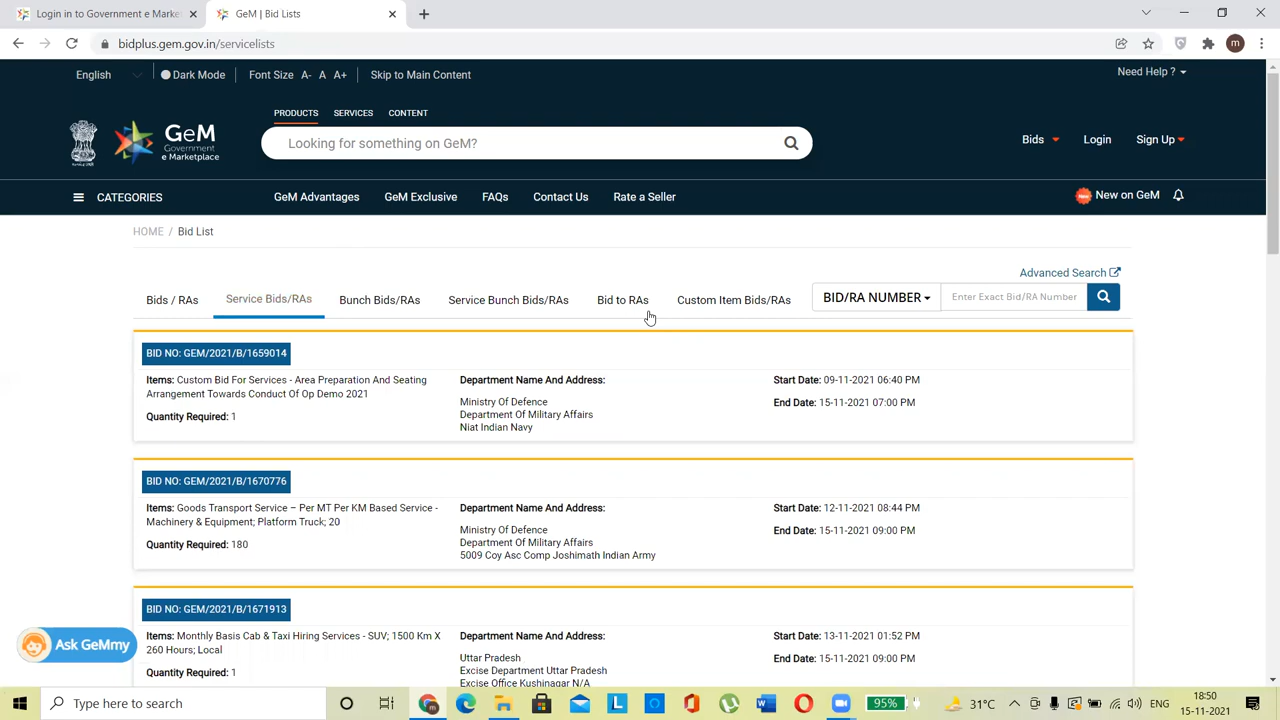 Login in to Government e Marke
GeM | Bid Lists
bidplus.gem.gov.in/servicelists
m
English
Dark Mode
Font Size A- A A+
Skip to Main Content
Need Help ?
PRODUCTS SERVICES CONTENT
GeM
Government
e Marketplace
Looking for something on GeM?
Bids Login Sign Up
CATEGORIES
GeM Advantages GeM Exclusive FAQs Contact Us Rate a Seller
New on GeM
HOME / Bid List
Advanced Search
Bids / RAs Service Bids/RAs Bunch Bids/RAs Service Bunch Bids/RAs Bid to RAs Custom Item Bids/RAs
BID/RA NUMBER
Enter Exact Bid/RA Number
BID NO: GEM/2021/B/1659014
Items: Custom Bid For Services - Area Preparation And Seating
Arrangement Towards Conduct Of Op Demo 2021
Quantity Required: 1
Department Name And Address:
Ministry Of Defence
Department Of Military Affairs
Niat Indian Navy
Start Date: 09-11-2021 06:40 PM
End Date: 15-11-2021 07:00 PM
BID NO: GEM/2021/B/1670776
Items: Goods Transport Service – Per MT Per KM Based Service -
Machinery & Equipment; Platform Truck; 20
Quantity Required: 180
Department Name And Address:
Ministry Of Defence
Department Of Military Affairs
5009 Coy Asc Comp Joshimath Indian Army
Start Date: 12-11-2021 08:44 PM
End Date: 15-11-2021 09:00 PM
BID NO: GEM/2021/B/1671913
Items: Monthly Basis Cab & Taxi Hiring Services - SUV; 1500 Km X
260 Hours; Local
Quantity Required: 1
Department Name And Address:
Uttar Pradesh
Excise Department Uttar Pradesh
Excise Office Kushinagar N/A
Start Date: 13-11-2021 01:52 PM
End Date: 15-11-2021 09:00 PM
Ask GeMmy
Type here to search
95%
31°C
ENG
18:50
15-11-2021